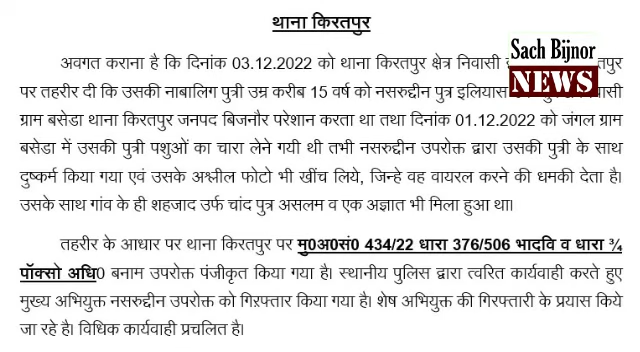 थाना किरतपुर
अवगत कराना है कि दिनांक 03.12.2022 को थाना किरतपुर क्षेत्र निवासी
पर तहरीर दी कि उसकी नाबालिग पुत्री उम्र करीब 15 वर्ष को नसरुद्दीन पुत्र इलियास
ग्राम बसेडा थाना किरतपुर जनपद बिजनौर परेशान करता था तथा दिनांक 01.12.2022 को जंगल ग्राम
बसेडा में उसकी पुत्री पशुओं का चारा लेने गयी थी तभी नसरुद्दीन उपरोक्त द्वारा उसकी पुत्री के साथ
दुष्कर्म किया गया एवं उसके अश्लील फोटो भी खींच लिये, जिन्हे वह वायरल करने की धमकी देता है।
उसके साथ गांव के ही शहजाद उर्फ चांद पुत्र असलम व एक अज्ञात भी मिला हुआ था।
तहरीर के आधार पर थाना किरतपुर पर मु0अ0सं0 434/22 धारा 376/506 भादवि व धारा ¾
पॉक्सो अधि0 बनाम उपरोक्त पंजीकृत किया गया है। स्थानीय पुलिस द्वारा त्वरित कार्यवाही करते हुए
मुख्य अभियुक्त नसरुद्दीन उपरोक्त को गिरफ्तार किया गया है। शेष अभियुक्त की गिरफ्तारी के प्रयास किये
जा रहे है। विधिक कार्यवाही प्रचलित है।
Sach Bijnor
NEWS